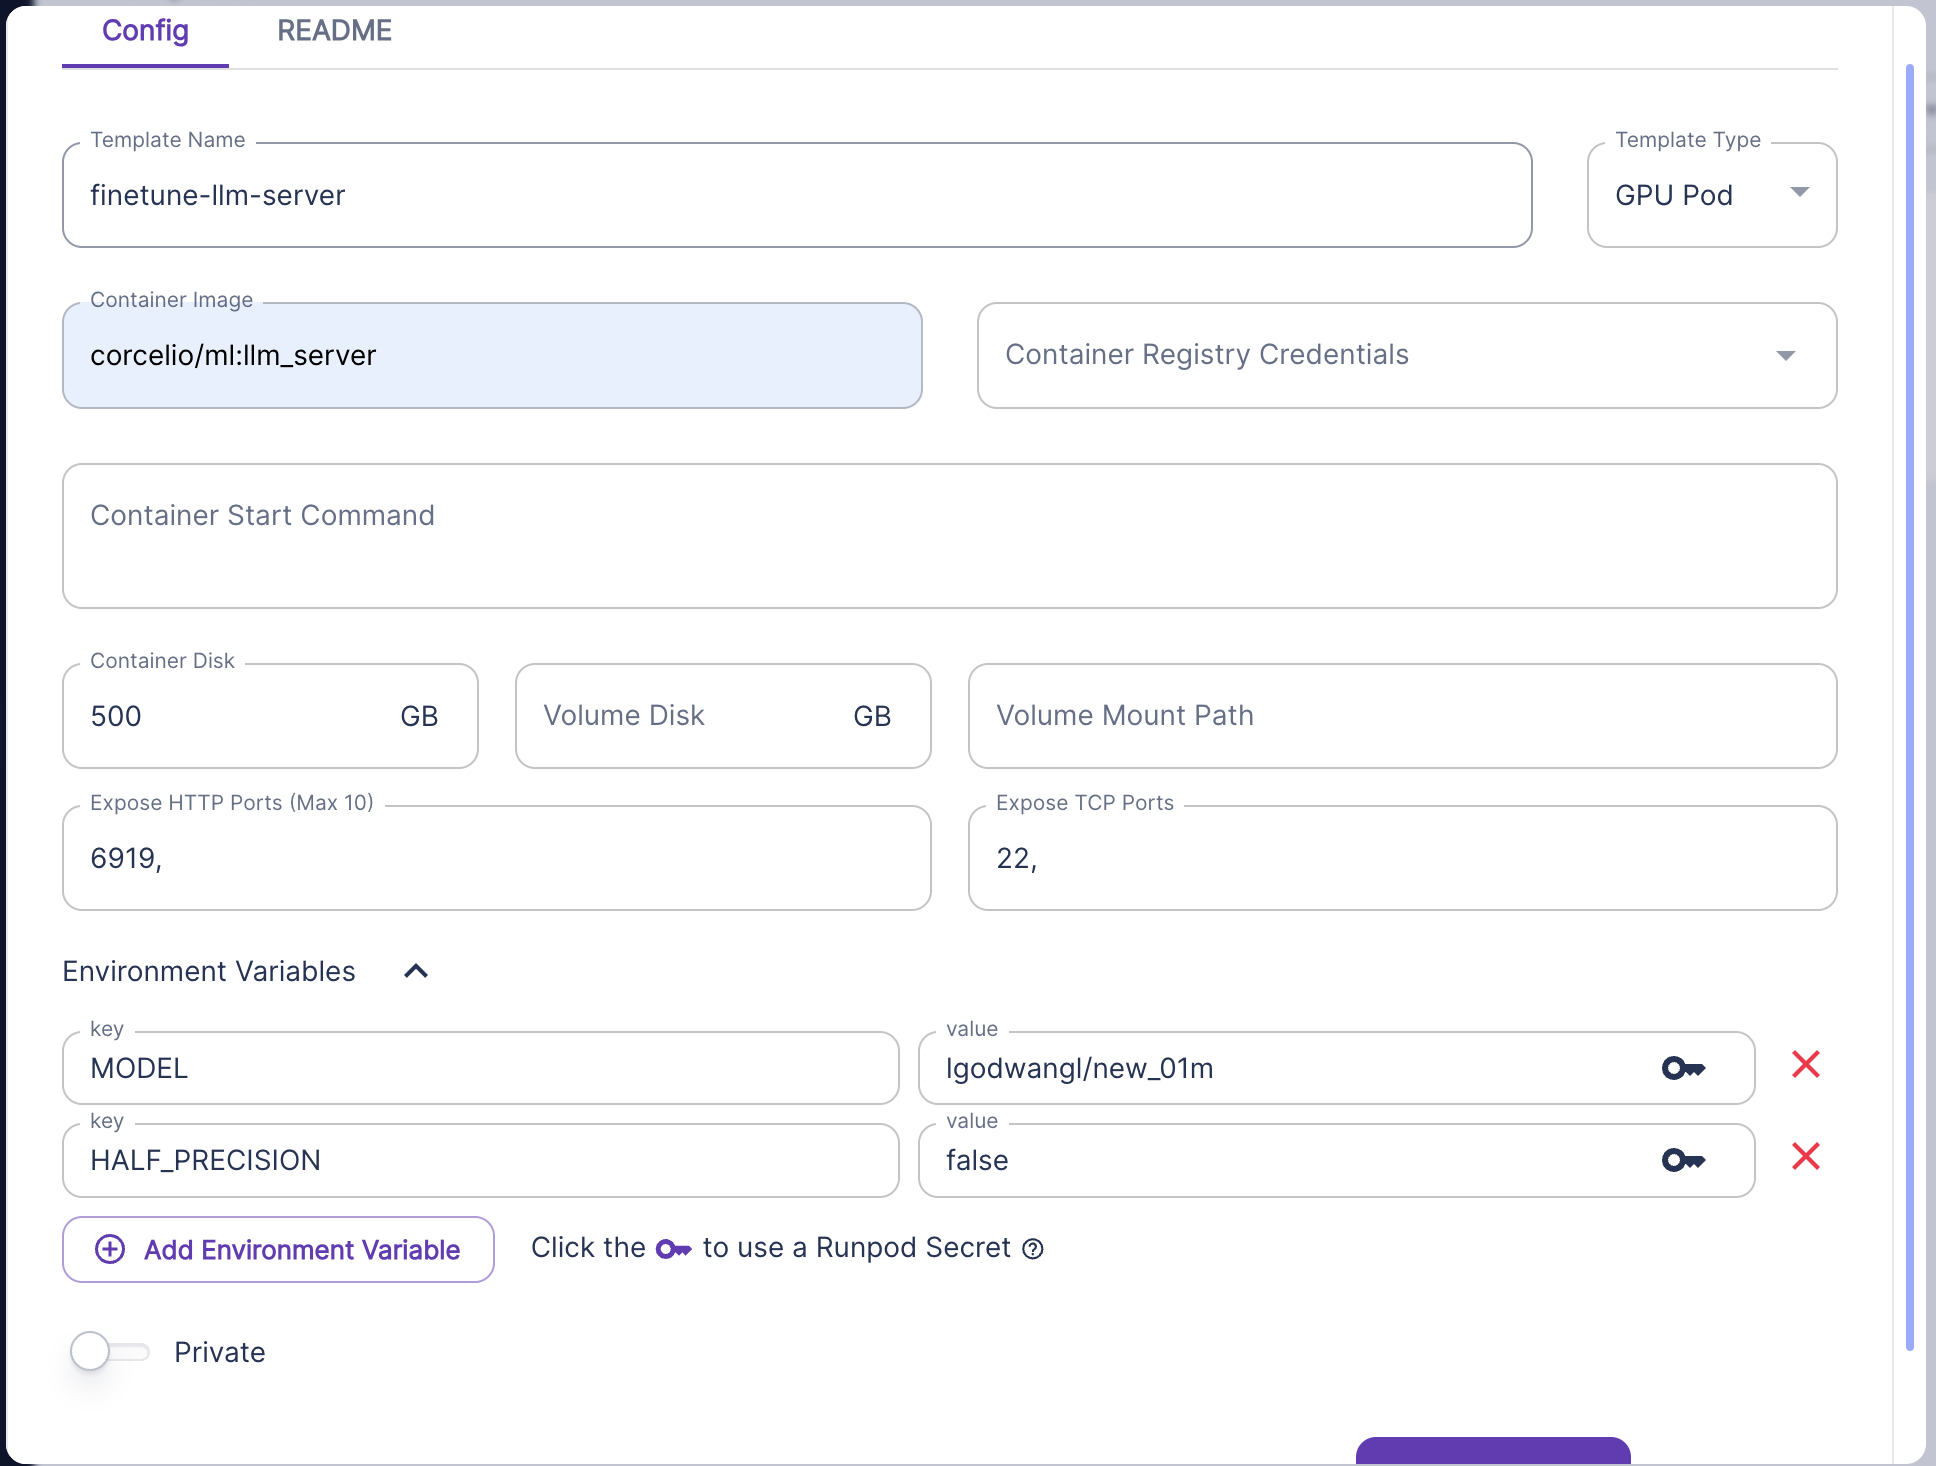 Config README
Template Name
finetune-llm-server
Template Type
GPU Pod
Container Image
corcelio/ml:llm_server
Container Registry Credentials
Container Start Command
Container Disk
500 GB
Volume Disk GB
Volume Mount Path
Expose HTTP Ports (Max 10)
6919,
Expose TCP Ports
22,
Environment Variables
key
MODEL
value
lgodwangl/new_01m
key
HALF_PRECISION
value
false
Add Environment Variable
Click the to use a Runpod Secret
Private